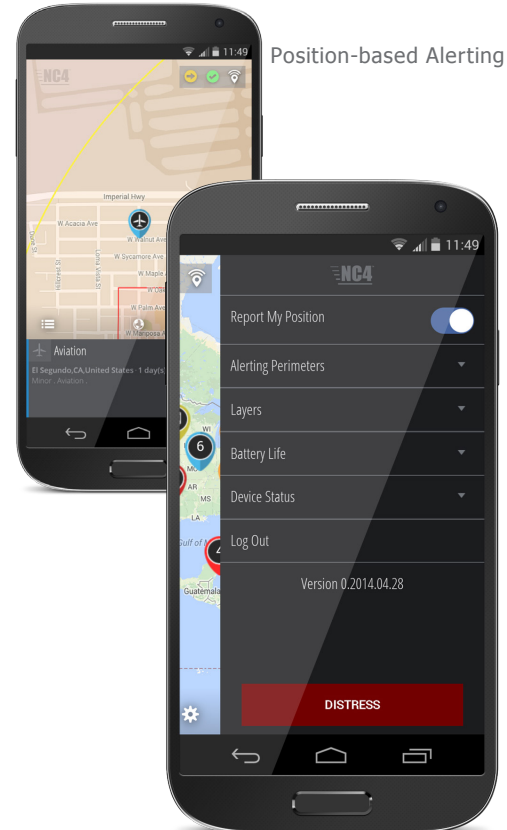 Position-based Alerting
11:49
NC4
Imperial Hwy
W Acacia Ave
W Walnut Ave
W Sycamore Ave
W Maple
W Palm Ave
W Mariposa A
Aviation
El Segundo,CA,United States · 1 day(s)
Minor . Aviation .
11:49
NC4
Report My Position
Alerting Perimeters
Layers
WI
6
Battery Life
MO
AR
MS
Device Status
LA
Gulf of M
4
Log Out
Guatemala
Version 0.2014.04.28
DISTRESS